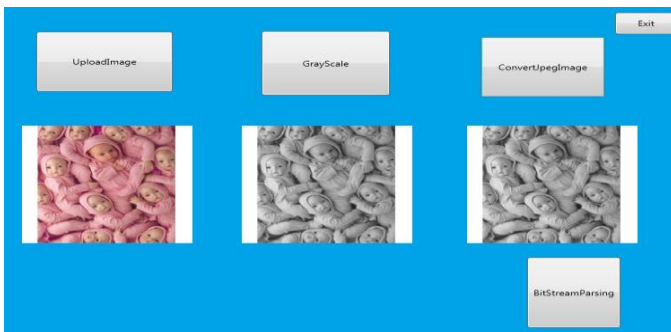 Exit
UploadImage
GrayScale
ConvertJpegImage
BitStreamParsing